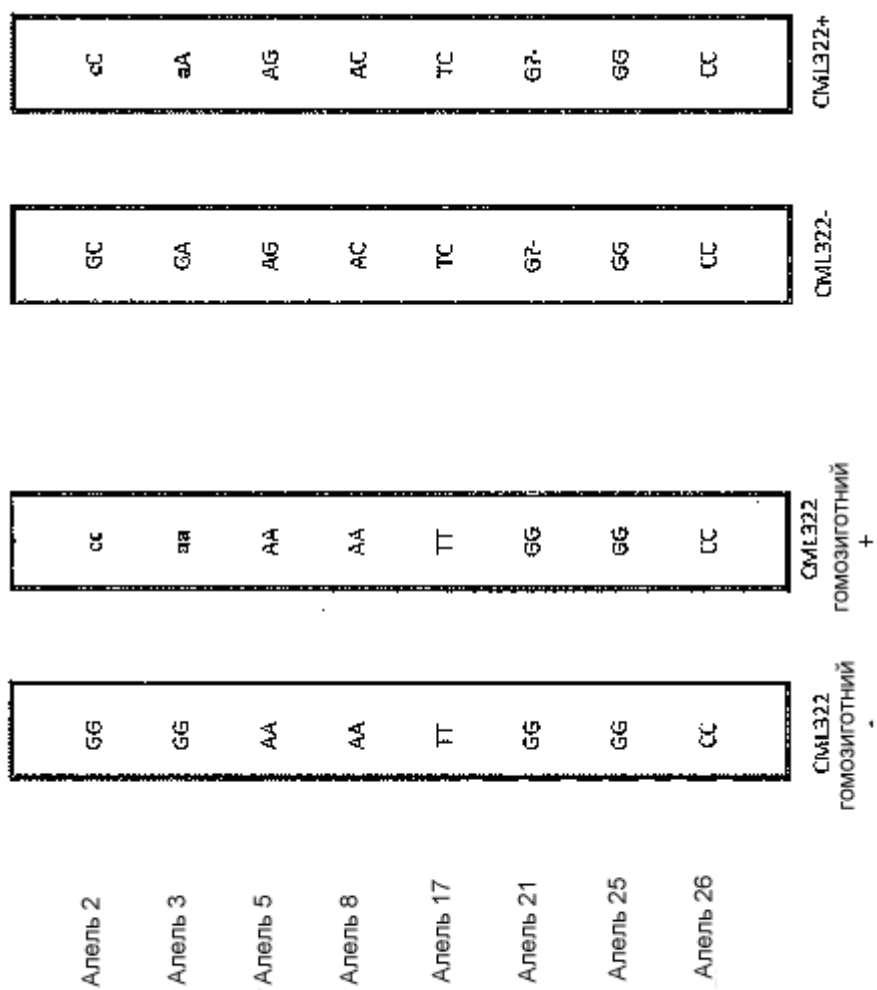 Алель 2 GG cc GC cC
Алель 3 GG aa GA aA
Алель 5 AA AA AG AG
Алель 8 AA AA AC AC
Алель 17 TT TT TC TC
Алель 21 GG GG G?- G?-
Алель 25 GG GG GG GG
Алель 26 CC CC CC CC
CML322 CML322 CML322- CML322+
гомозиготний гомозиготний
- +